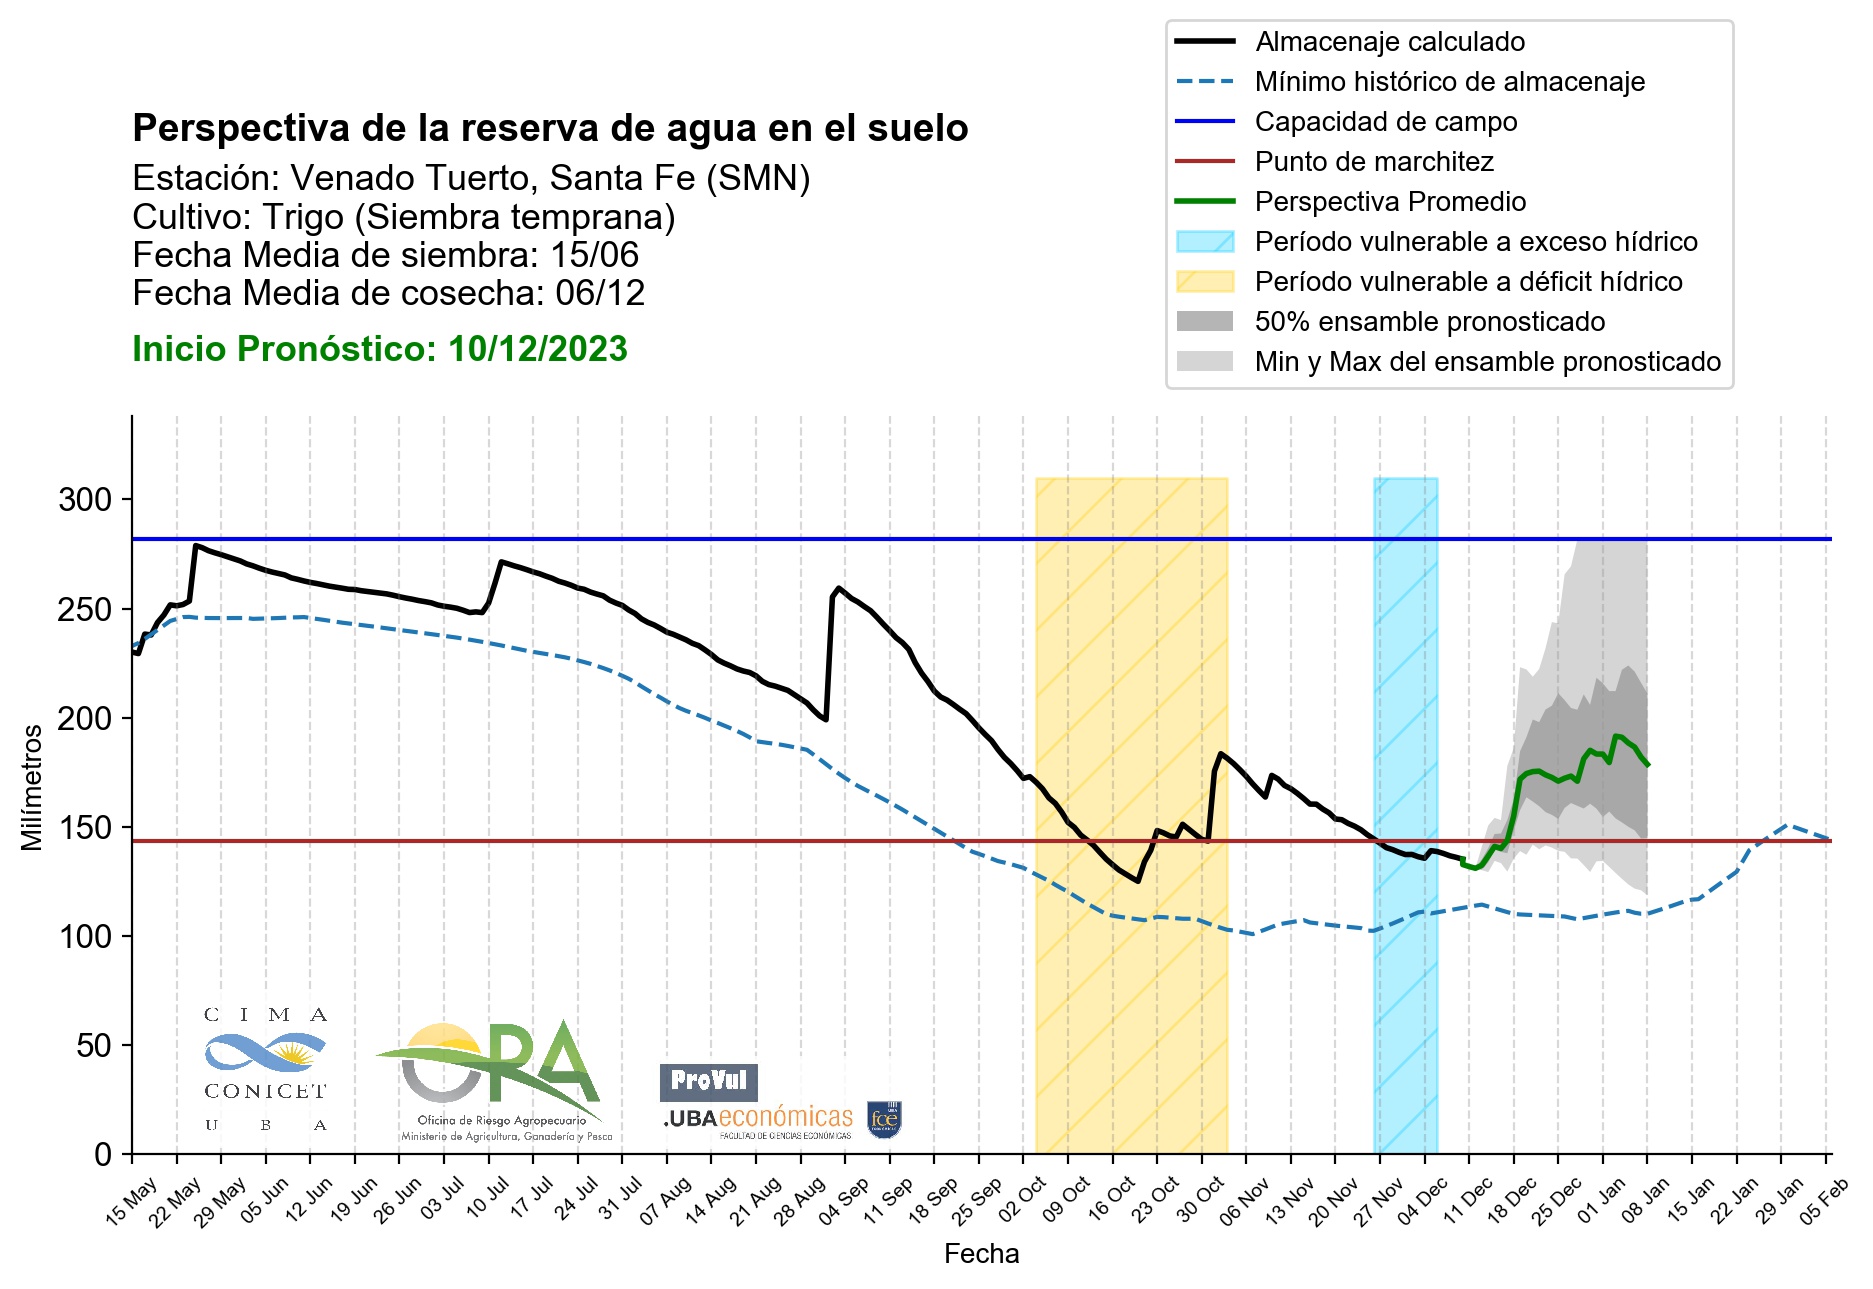 Almacenaje calculado
Mínimo histórico de almacenaje
Capacidad de campo
Punto de marchitez
Perspectiva Promedio
Período vulnerable a exceso hídrico
Período vulnerable a déficit hídrico
50% ensamble pronosticado
Min y Max del ensamble pronosticado
Perspectiva de la reserva de agua en el suelo
Estación: Venado Tuerto, Santa Fe (SMN)
Cultivo: Trigo (Siembra temprana)
Fecha Media de siembra: 15/06
Fecha Media de cosecha: 06/12
Inicio Pronóstico: 10/12/2023
Milímetros
300
250
200
150
100
50
0
CIMA
CONICET
UBA
ORA
Oficina de Riesgo Agropecuario
Ministerio de Agricultura, Ganadería y Pesca
ProVul
.UBAeconómicas
FACULTAD DE CIENCIAS ECONÓMICAS
fce
15 May
22 May
29 May
05 Jun
12 Jun
19 Jun
26 Jun
03 Jul
10 Jul
17 Jul
24 Jul
31 Jul
07 Aug
14 Aug
21 Aug
28 Aug
04 Sep
11 Sep
18 Sep
25 Sep
02 Oct
09 Oct
16 Oct
23 Oct
30 Oct
06 Nov
13 Nov
20 Nov
27 Nov
04 Dec
11 Dec
18 Dec
25 Dec
01 Jan
08 Jan
15 Jan
22 Jan
29 Jan
05 Feb
Fecha